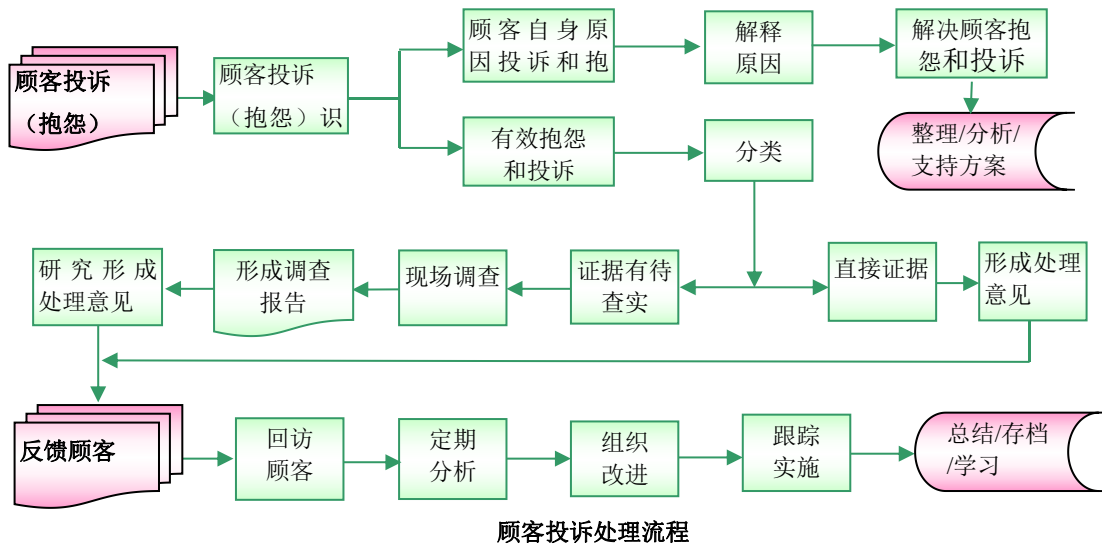 顾客投诉
（抱怨）
顾客投诉
（抱怨）识
顾客自身原
因投诉和抱
解释
原因
解决顾客抱
怨和投诉
有效抱怨
和投诉
分类
整理/分析/
支持方案
研究形成
处理意见
形成调查
报告
现场调查
证据有待
查实
直接证据
形成处理
意见
反馈顾客
回访
顾客
定期
分析
组织
改进
跟踪
实施
总结/存档
/学习
顾客投诉处理流程